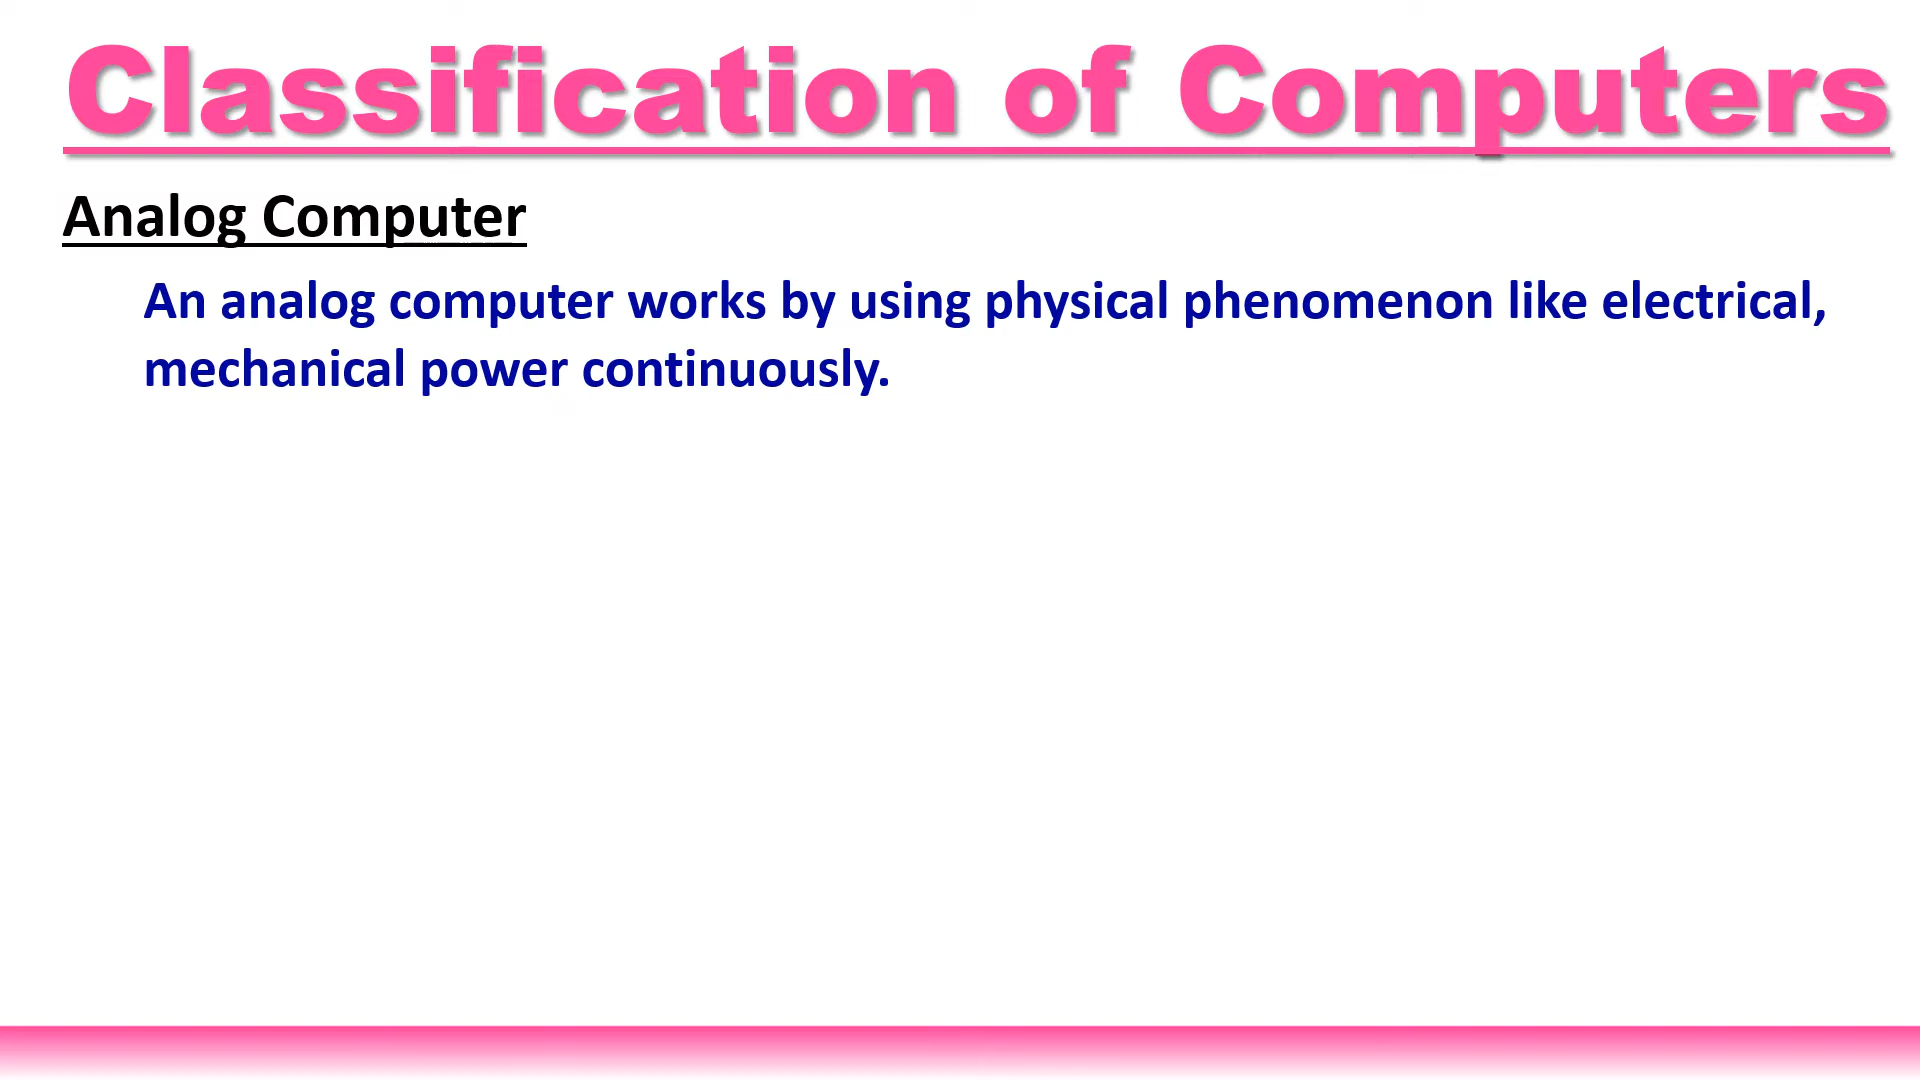 Classification of Computers
Analog Computer
An analog computer works by using physical phenomenon like electrical,
mechanical power continuously.